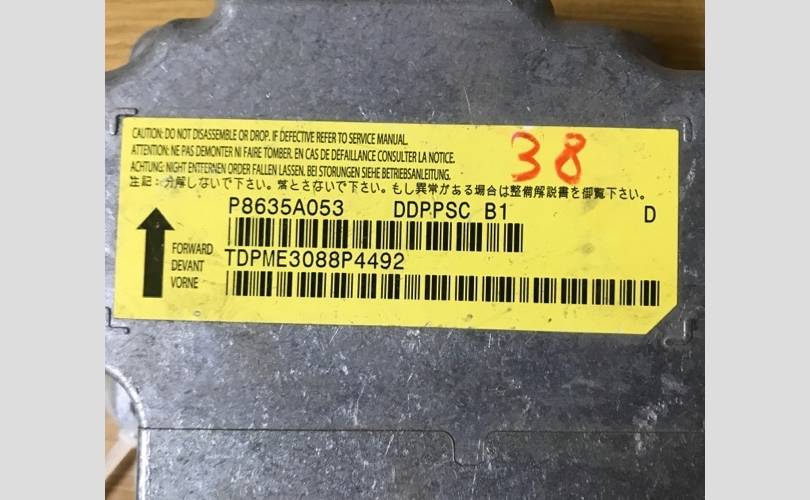 CAUTION: DO NOT DISASSEMBLE OR DROP. IF DEFECTIVE REFER TO SERVICE MANUAL.
ATTENTION: NE PAS DEMONTER NI FAIRE TOMBER. EN CAS DE DEFAILLANCE CONSULTER LA NOTICE.
ACHTUNG: NIGHT ENTFERNEN ORDER FALLEN LASSEN. BEI STORUNGEN SIEHE BETRIEBSANLEITUNG.
生記：分解しないで下さい。落とさないで下さい。もし異常がある場合は整備解説書を御覧下さい。
38
P8635A053 DDPPSC B1 D
FORWARD
DEVANT
VORNE
TDPME3088P4492